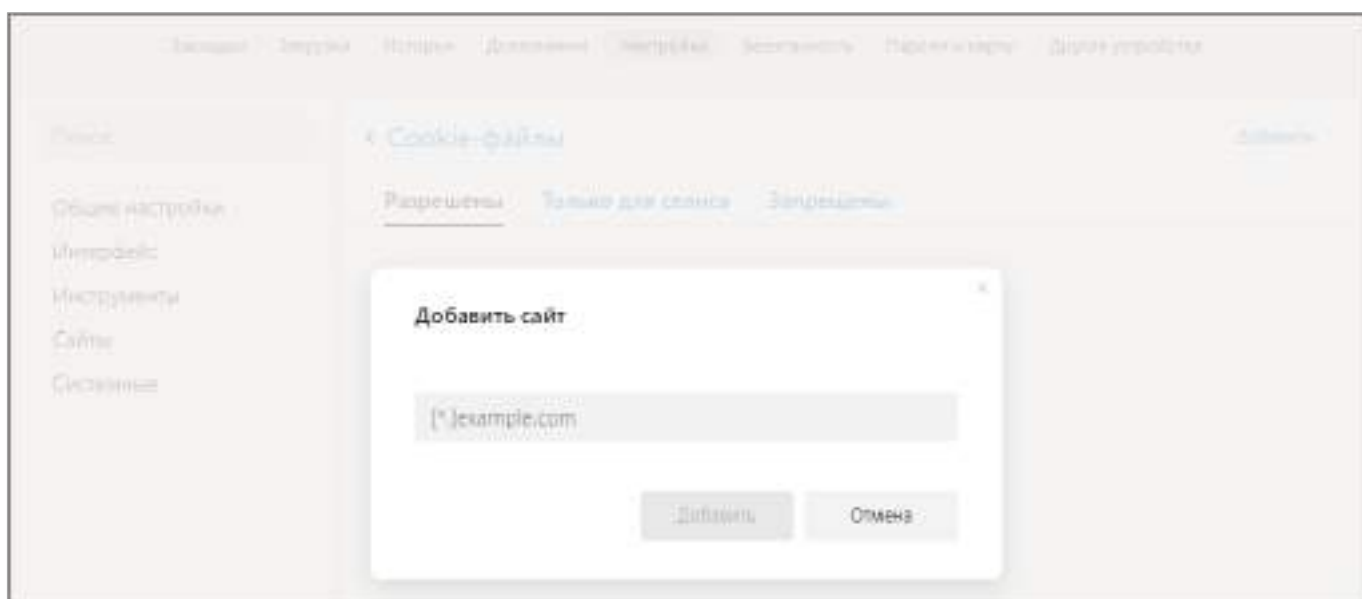 Закладки Загрузки История Дополнения Настройки Безопасность Пароли и карты Другие устройства
Поиск
‹ Cookie-файлы
Добавить
Общие настройки
Разрешены Только для сеанса Запрещены
Интерфейс
Инструменты
Сайты
Системные
Добавить сайт
×
[*.]example.com
Добавить Отмена